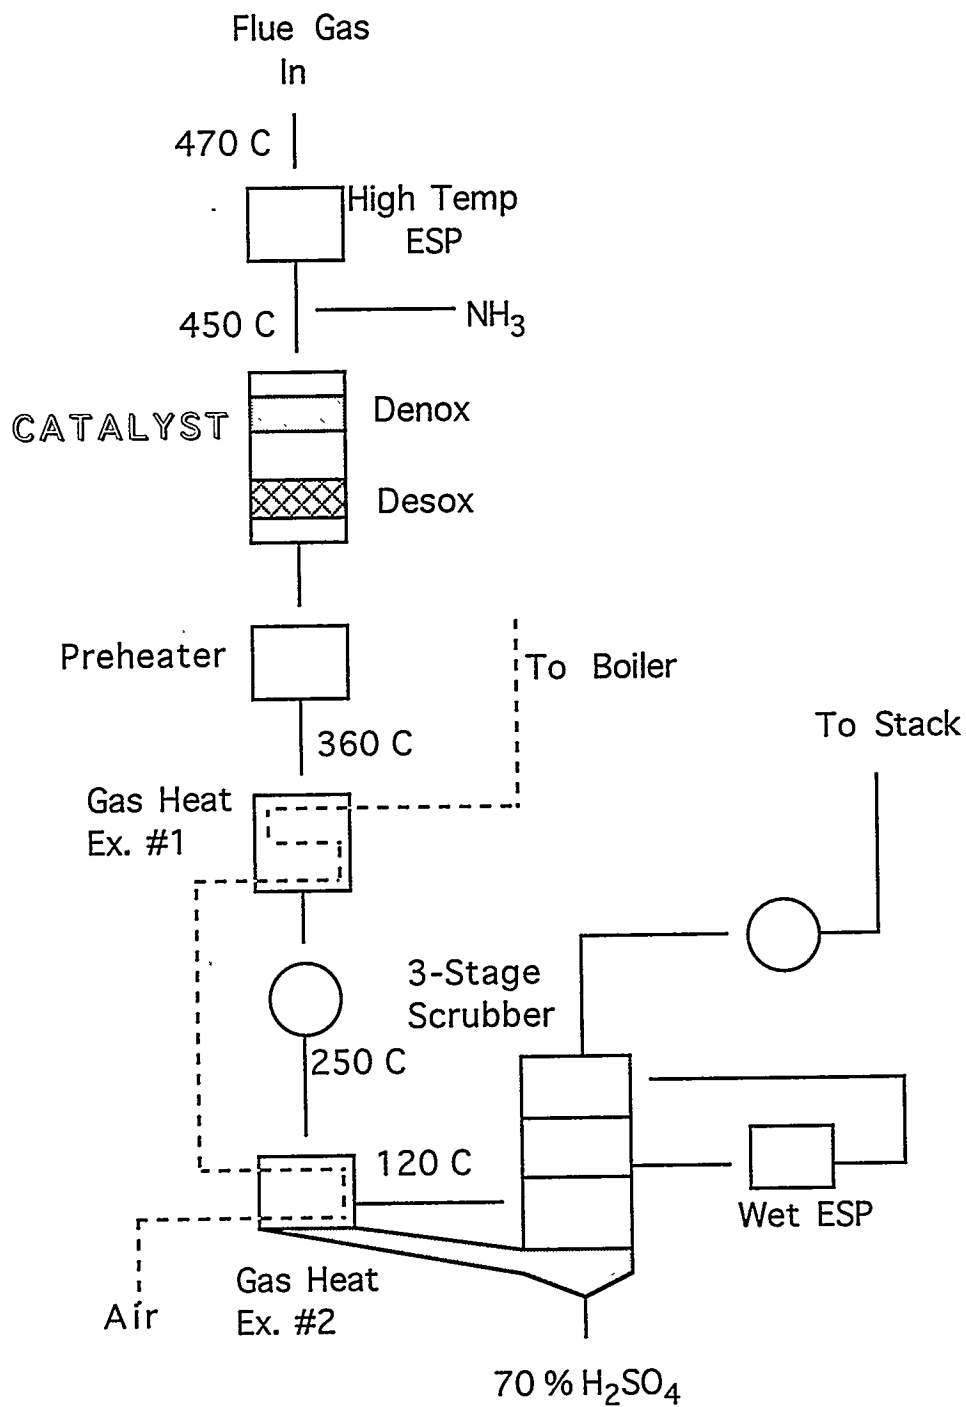 Flue Gas
In
470 C
High Temp
ESP
450 C
NH₃
CATALYST
Denox
Desox
Preheater
To Boiler
360 C
To Stack
Gas Heat
Ex. #1
3-Stage
Scrubber
250 C
120 C
Wet ESP
Gas Heat
Ex. #2
Air
70 % H₂SO₄